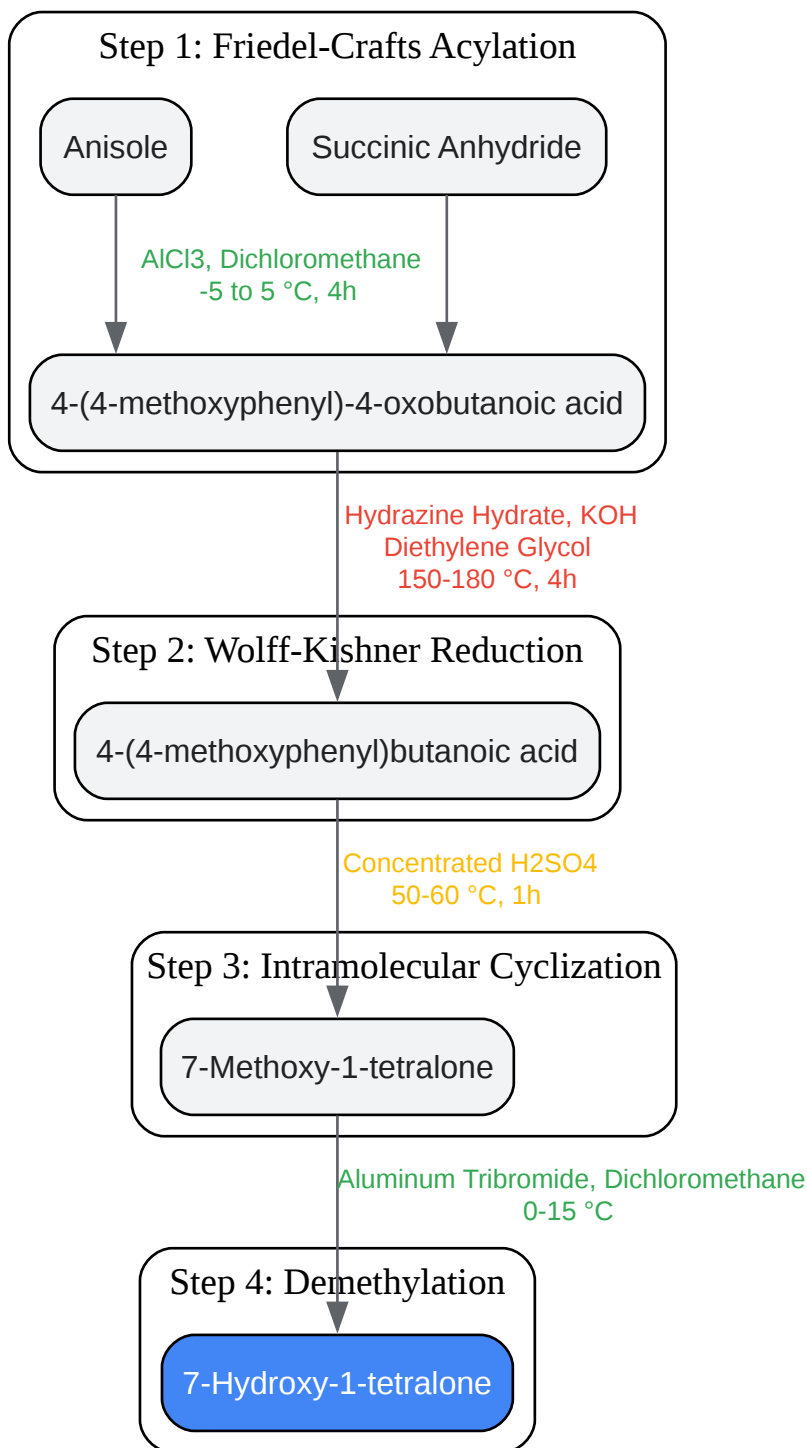 Step 1: Friedel-Crafts Acylation
Anisole
Succinic Anhydride
AlCl3, Dichloromethane
-5 to 5 °C, 4h
4-(4-methoxyphenyl)-4-oxobutanoic acid
Hydrazine Hydrate, KOH
Diethylene Glycol
150-180 °C, 4h
Step 2: Wolff-Kishner Reduction
4-(4-methoxyphenyl)butanoic acid
Concentrated H2SO4
50-60 °C, 1h
Step 3: Intramolecular Cyclization
7-Methoxy-1-tetralone
Aluminum Tribromide, Dichloromethane
0-15 °C
Step 4: Demethylation
7-Hydroxy-1-tetralone